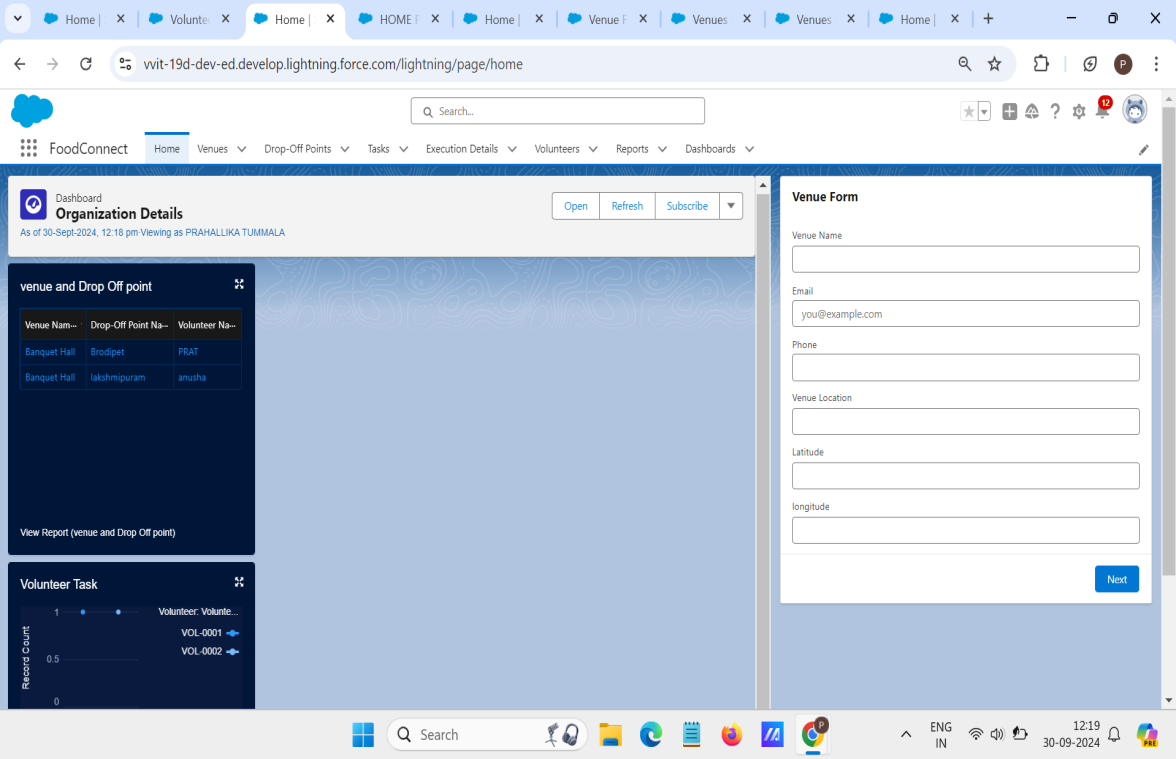 Home |
Voluntee
Home |
HOME F
Home |
Venue F
Venues
Venues
Home |
vvit-19d-dev-ed.develop.lightning.force.com/lightning/page/home
P
Search...
12
FoodConnect
Home
Venues
Drop-Off Points
Tasks
Execution Details
Volunteers
Reports
Dashboards
Dashboard
Organization Details
As of 30-Sept-2024, 12:18 pm·Viewing as PRAHALLIKA TUMMALA
Open
Refresh
Subscribe
venue and Drop Off point
Venue Nam... Drop-Off Point Na... Volunteer Na...
Banquet Hall Brodipet PRAT
Banquet Hall lakshmipuram anusha
View Report (venue and Drop Off point)
Volunteer Task
Record Count
1
0.5
0
Volunteer: Volunte...
VOL-0001
VOL-0002
Venue Form
Venue Name
Email
you@example.com
Phone
Venue Location
Latitude
longitude
Next
Search
P
ENG
IN
12:19
30-09-2024
PRE